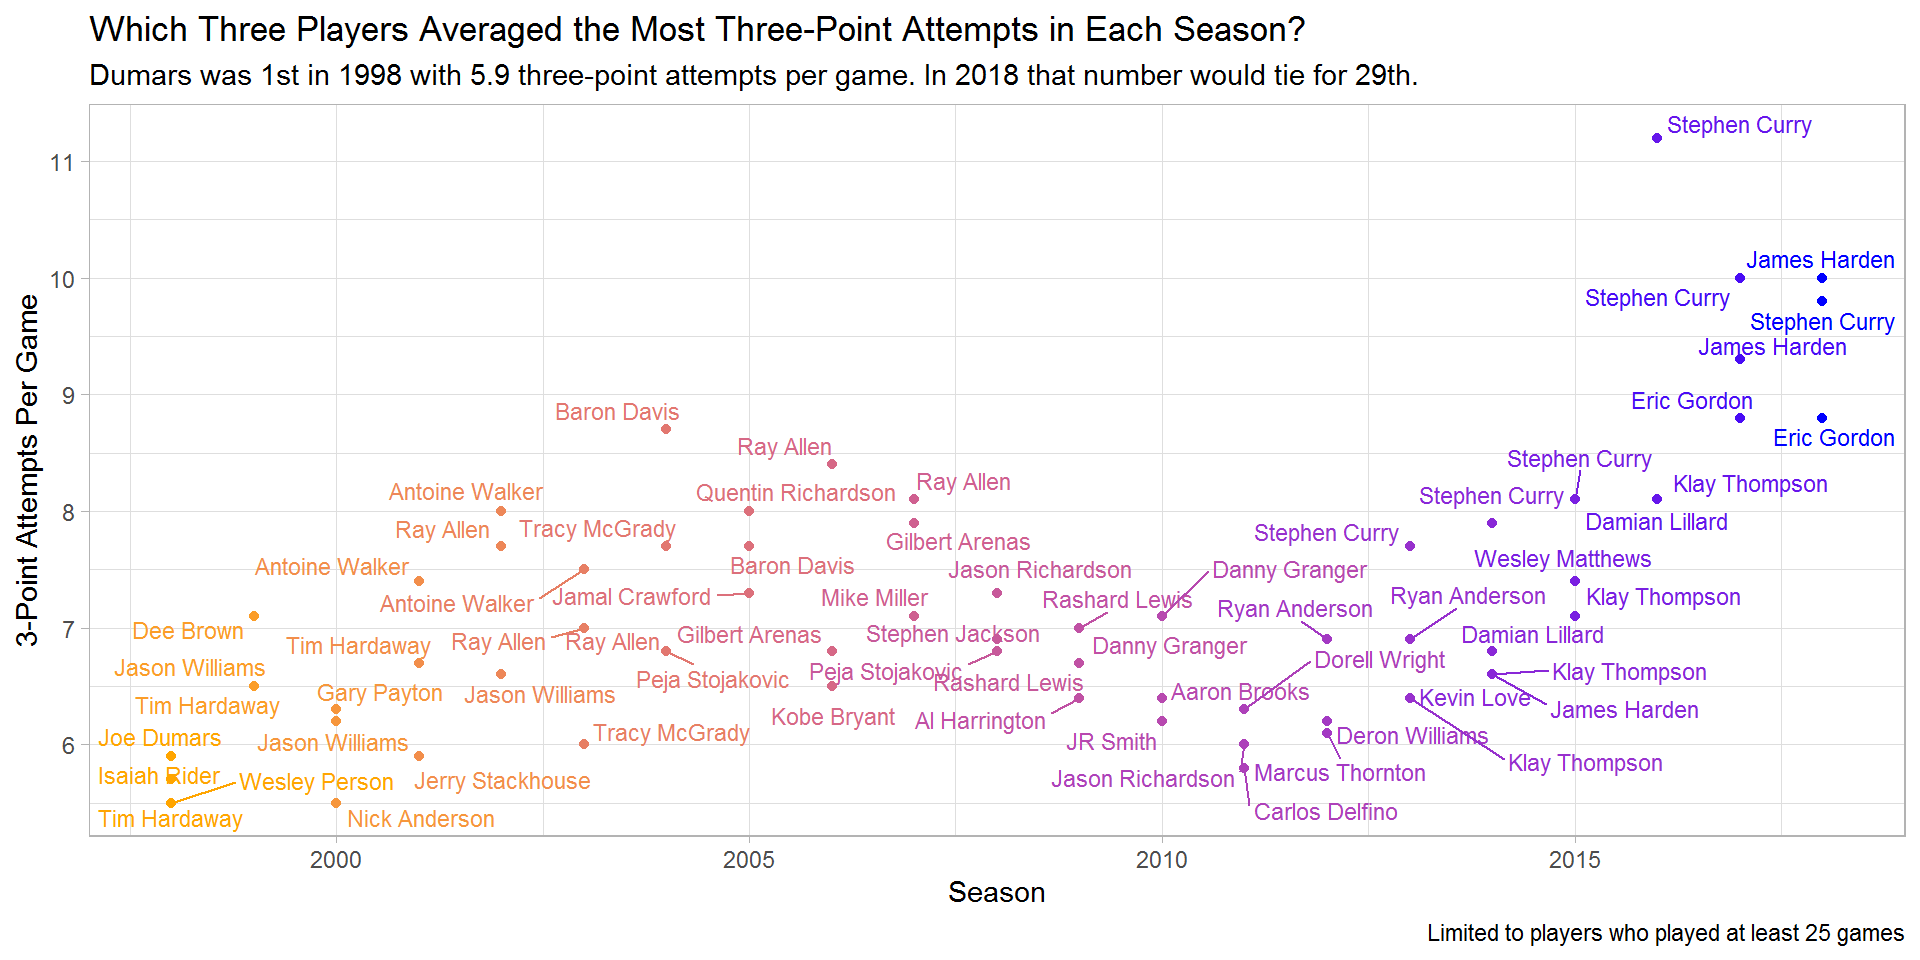 Which Three Players Averaged the Most Three-Point Attempts in Each Season?
Dumars was 1st in 1998 with 5.9 three-point attempts per game. In 2018 that number would tie for 29th.
3-Point Attempts Per Game
11
10
9
8
7
6
Stephen Curry
James Harden
Stephen Curry
Stephen Curry
James Harden
Eric Gordon
Baron Davis
Eric Gordon
Ray Allen
Stephen Curry
Ray Allen
Klay Thompson
Antoine Walker
Quentin Richardson
Stephen Curry
Damian Lillard
Ray Allen
Tracy McGrady
Stephen Curry
Gilbert Arenas
Wesley Matthews
Antoine Walker
Baron Davis
Jason Richardson
Danny Granger
Antoine Walker
Jamal Crawford
Mike Miller
Rashard Lewis
Ryan Anderson
Ryan Anderson
Klay Thompson
Dee Brown
Tim Hardaway
Ray Allen
Ray Allen
Gilbert Arenas
Stephen Jackson
Danny Granger
Damian Lillard
Jason Williams
Dorell Wright
Peja Stojakovic
Peja Stojakovic
Klay Thompson
Rashard Lewis
Gary Payton
Jason Williams
Aaron Brooks
Kevin Love
Tim Hardaway
James Harden
Kobe Bryant
Al Harrington
Joe Dumars
Jason Williams
Tracy McGrady
JR Smith
Deron Williams
Klay Thompson
Isaiah Rider
Wesley Person
Jerry Stackhouse
Jason Richardson
Marcus Thornton
Tim Hardaway
Nick Anderson
Carlos Delfino
2000
2005
2010
2015
Season
Limited to players who played at least 25 games